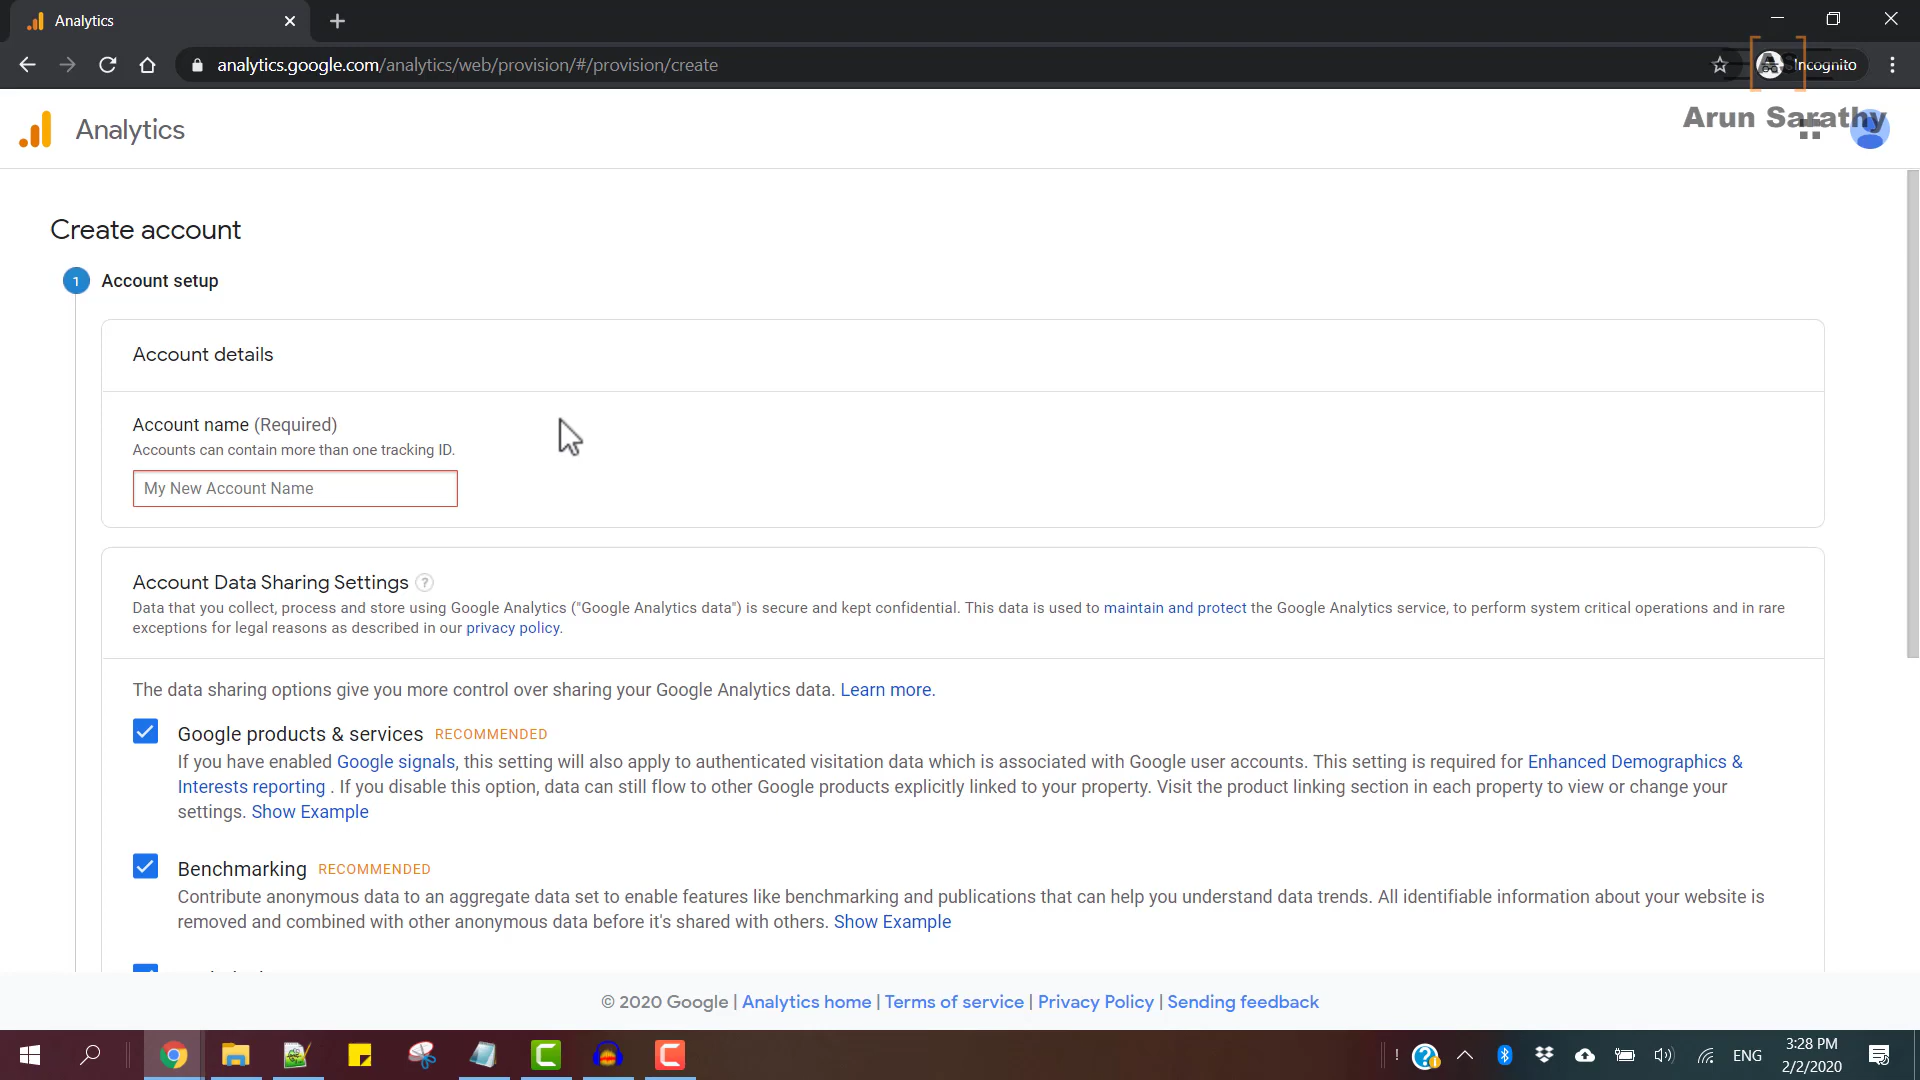 Analytics
analytics.google.com/analytics/web/provision/#/provision/create
Incognito
Analytics
Arun Sarathy
Create account
1 Account setup
Account details
Account name (Required)
Accounts can contain more than one tracking ID.
My New Account Name
Account Data Sharing Settings ?
Data that you collect, process and store using Google Analytics ("Google Analytics data") is secure and kept confidential. This data is used to maintain and protect the Google Analytics service, to perform system critical operations and in rare
exceptions for legal reasons as described in our privacy policy.
The data sharing options give you more control over sharing your Google Analytics data. Learn more.
Google products & services RECOMMENDED
If you have enabled Google signals, this setting will also apply to authenticated visitation data which is associated with Google user accounts. This setting is required for Enhanced Demographics &
Interests reporting . If you disable this option, data can still flow to other Google products explicitly linked to your property. Visit the product linking section in each property to view or change your
settings. Show Example
Benchmarking RECOMMENDED
Contribute anonymous data to an aggregate data set to enable features like benchmarking and publications that can help you understand data trends. All identifiable information about your website is
removed and combined with other anonymous data before it's shared with others. Show Example
© 2020 Google | Analytics home | Terms of service | Privacy Policy | Sending feedback
ENG
3:28 PM
2/2/2020